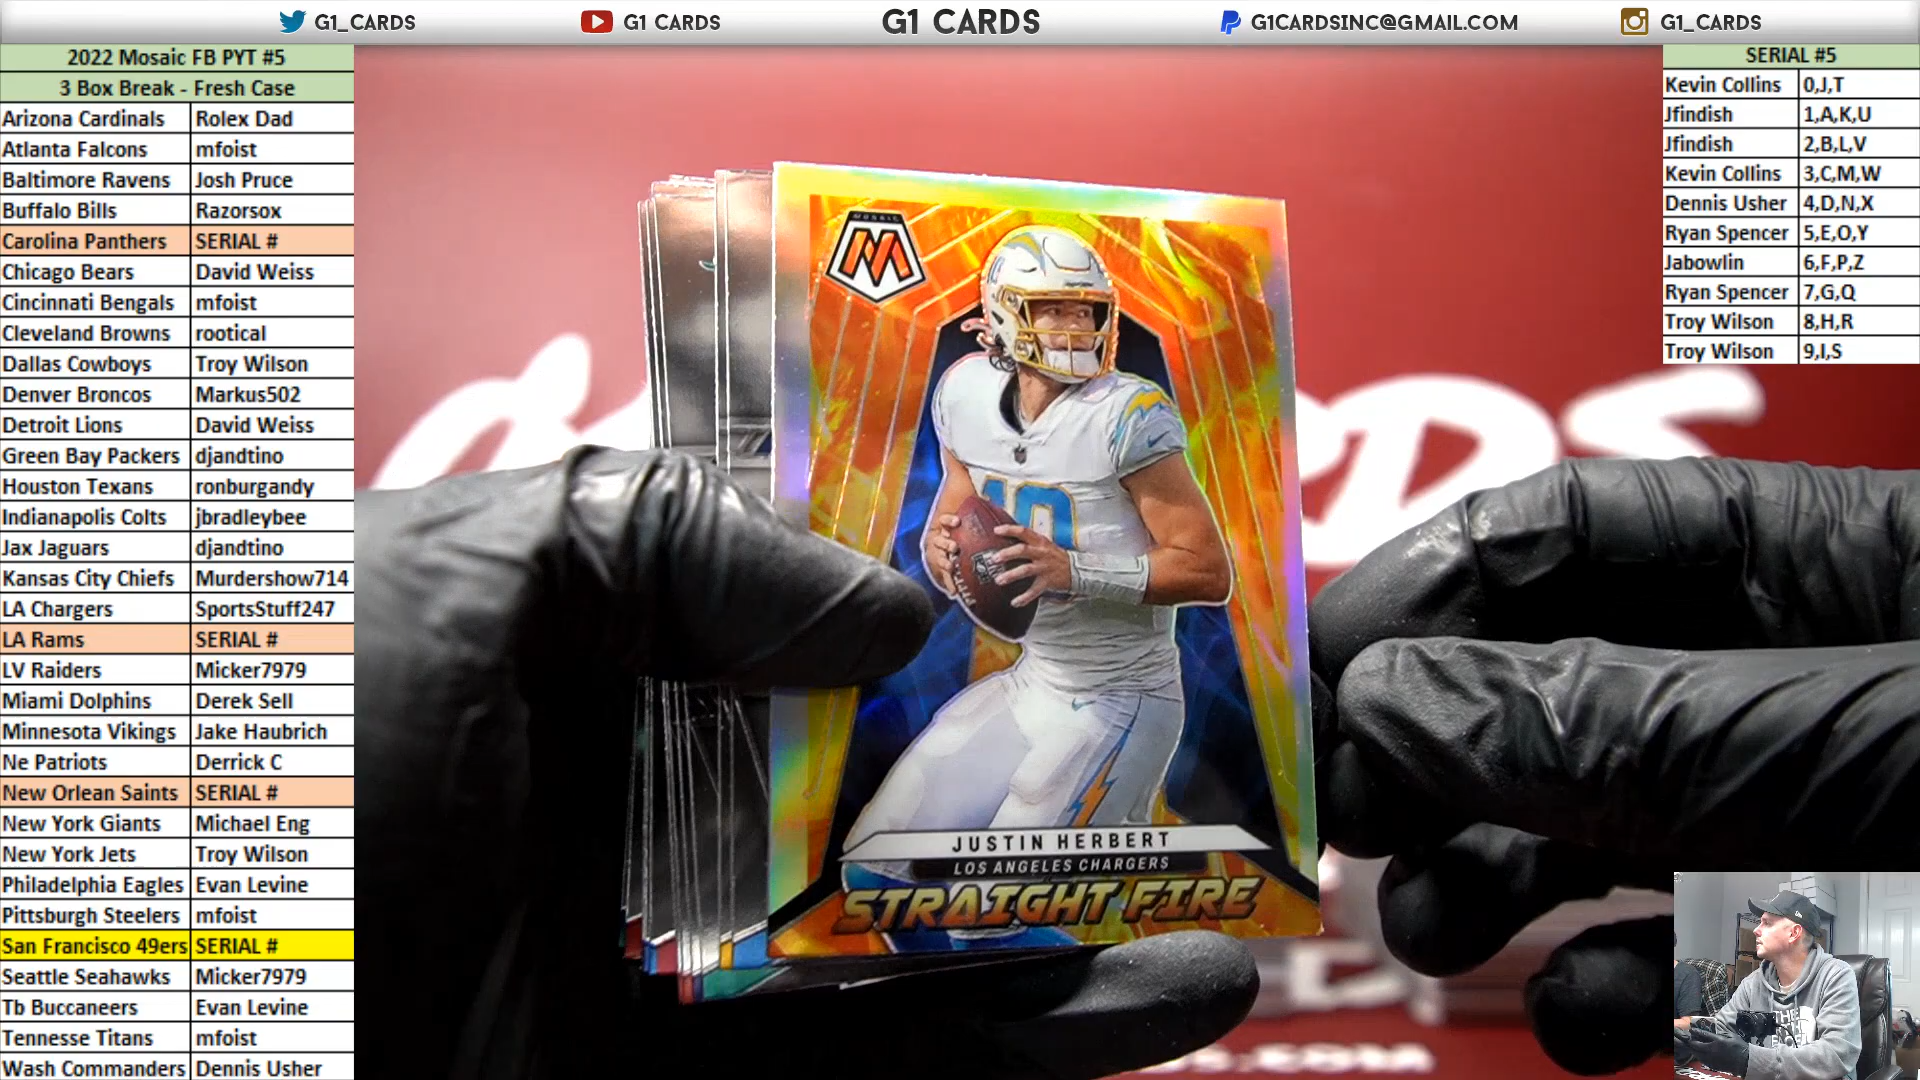 G1_CARDS G1 CARDS G1 CARDS G1CARDSINC@GMAIL.COM G1_CARDS
2022 Mosaic FB PYT #5
3 Box Break - Fresh Case
Arizona Cardinals Rolex Dad
Atlanta Falcons mfoist
Baltimore Ravens Josh Pruce
Buffalo Bills Razorsox
Carolina Panthers SERIAL #
Chicago Bears David Weiss
Cincinnati Bengals mfoist
Cleveland Browns rootical
Dallas Cowboys Troy Wilson
Denver Broncos Markus502
Detroit Lions David Weiss
Green Bay Packers djandtino
Houston Texans ronburgandy
Indianapolis Colts jbradleybee
Jax Jaguars djandtino
Kansas City Chiefs Murdershow714
LA Chargers SportsStuff247
LA Rams SERIAL #
LV Raiders Micker7979
Miami Dolphins Derek Sell
Minnesota Vikings Jake Haubrich
Ne Patriots Derrick C
New Orlean Saints SERIAL #
New York Giants Michael Eng
New York Jets Troy Wilson
Philadelphia Eagles Evan Levine
Pittsburgh Steelers mfoist
San Francisco 49ers SERIAL #
Seattle Seahawks Micker7979
Tb Buccaneers Evan Levine
Tennesse Titans mfoist
Wash Commanders Dennis Usher
SERIAL #5
Kevin Collins 0,J,T
Jfindish 1,A,K,U
Jfindish 2,B,L,V
Kevin Collins 3,C,M,W
Dennis Usher 4,D,N,X
Ryan Spencer 5,E,O,Y
Jabowlin 6,F,P,Z
Ryan Spencer 7,G,Q
Troy Wilson 8,H,R
Troy Wilson 9,I,S
MOSAIC
M
10
JUSTIN HERBERT
LOS ANGELES CHARGERS
STRAIGHT FIRE